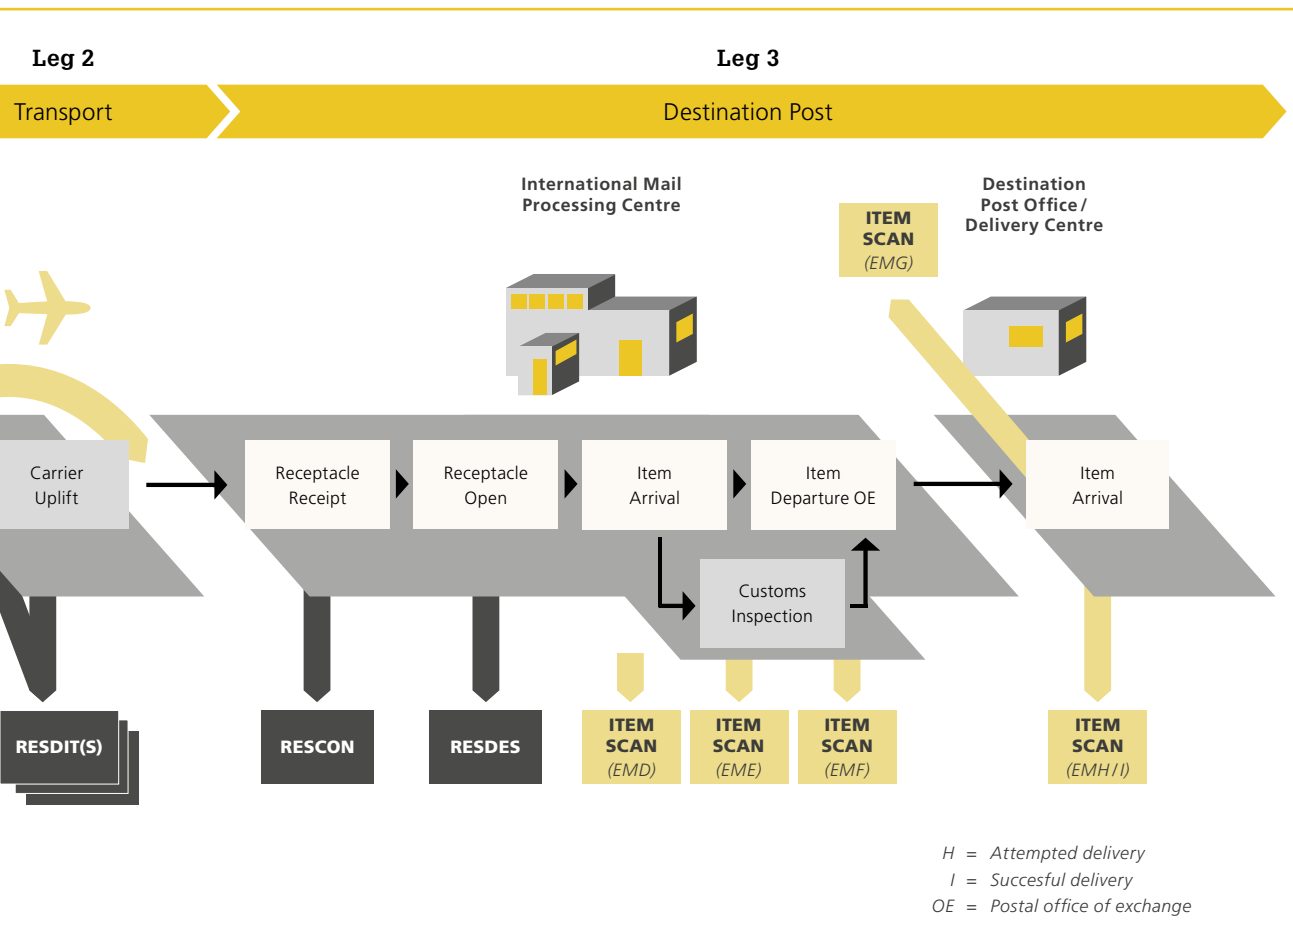 Leg 2
Leg 3
Transport
Destination Post
International Mail
Processing Centre
Destination
Post Office /
Delivery Centre
ITEM
SCAN
(EMG)
Carrier
Uplift
Receptacle
Receipt
Receptacle
Open
Item
Arrival
Item
Departure OE
Item
Arrival
Customs
Inspection
RESDIT(S)
RESCON
RESDES
ITEM
SCAN
(EMD)
ITEM
SCAN
(EME)
ITEM
SCAN
(EMF)
ITEM
SCAN
(EMH / I)
H = Attempted delivery
I = Succesful delivery
OE = Postal office of exchange